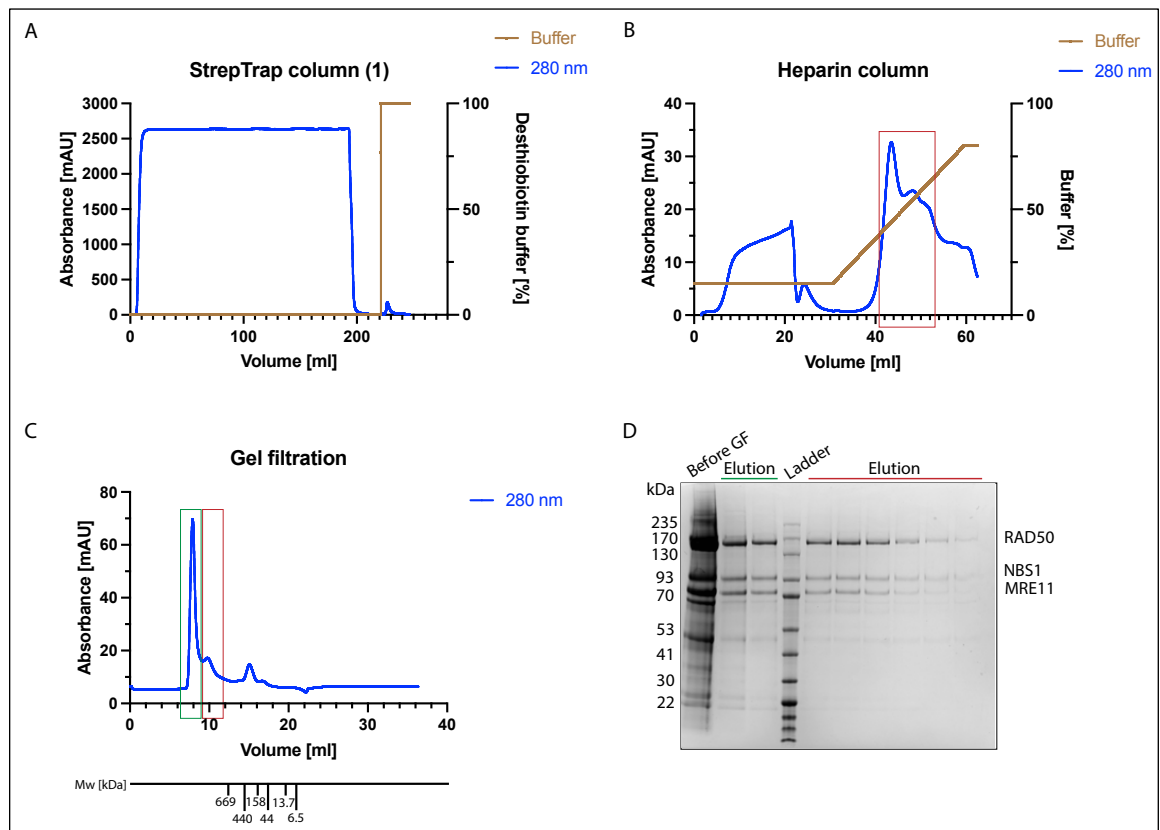 A
Buffer
280 nm
StrepTrap column (1)
3000
2500
2000
1500
1000
500
0
100
50
0
0
100
200
Absorbance [mAU]
Desthiobiotin buffer
[%]
Volume [ml]
B
Buffer
280 nm
Heparin column
40
30
20
10
0
100
50
0
0
20
40
60
Absorbance [mAU]
Buffer [%]
Volume [ml]
C
Gel filtration
280 nm
80
60
40
20
0
0
10
20
30
40
Absorbance [mAU]
Volume [ml]
Mw [kDa]
669
158
13.7
440
44
6.5
D
Before GF
Elution
Ladder
Elution
kDa
235
170
130
93
70
53
41
30
22
RAD50
NBS1
MRE11